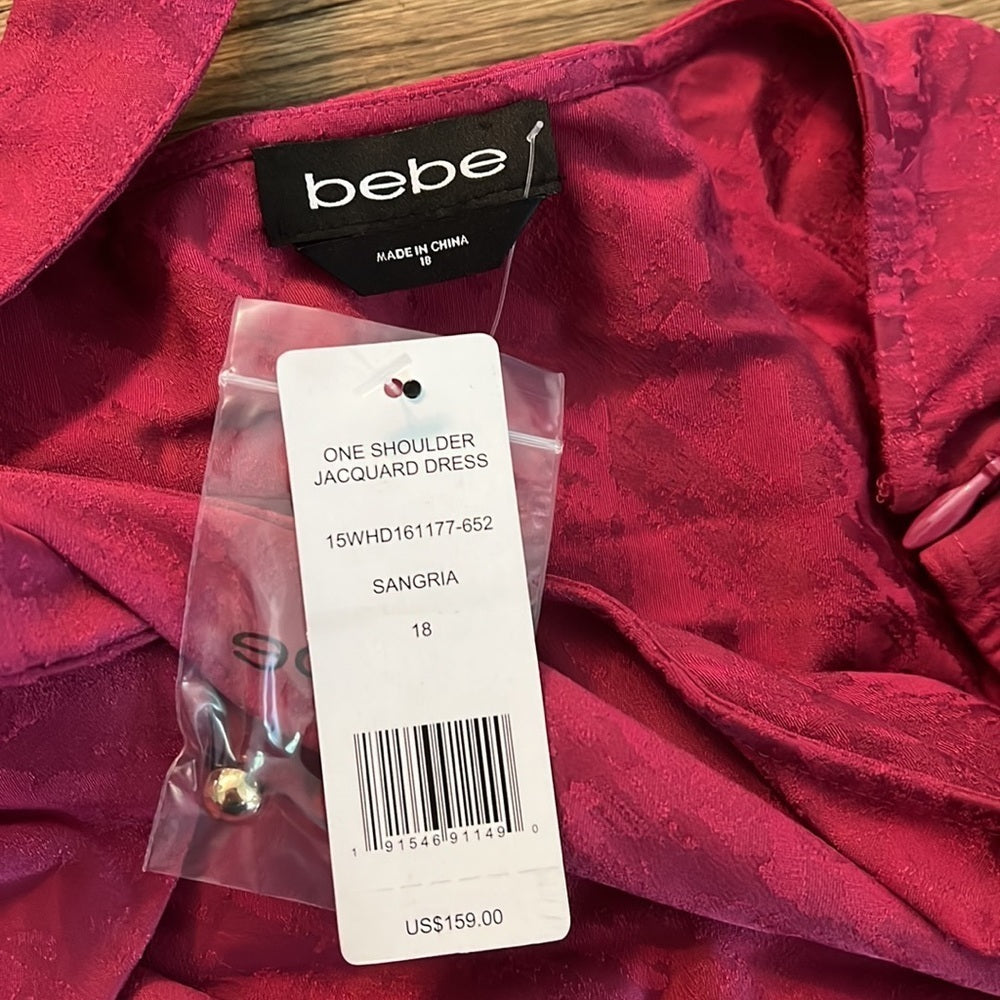 bebe
MADE IN CHINA
18
ONE SHOULDER
JACQUARD DRESS
15WHD161177-652
SANGRIA
18
1 91546 91149 0
US$159.00